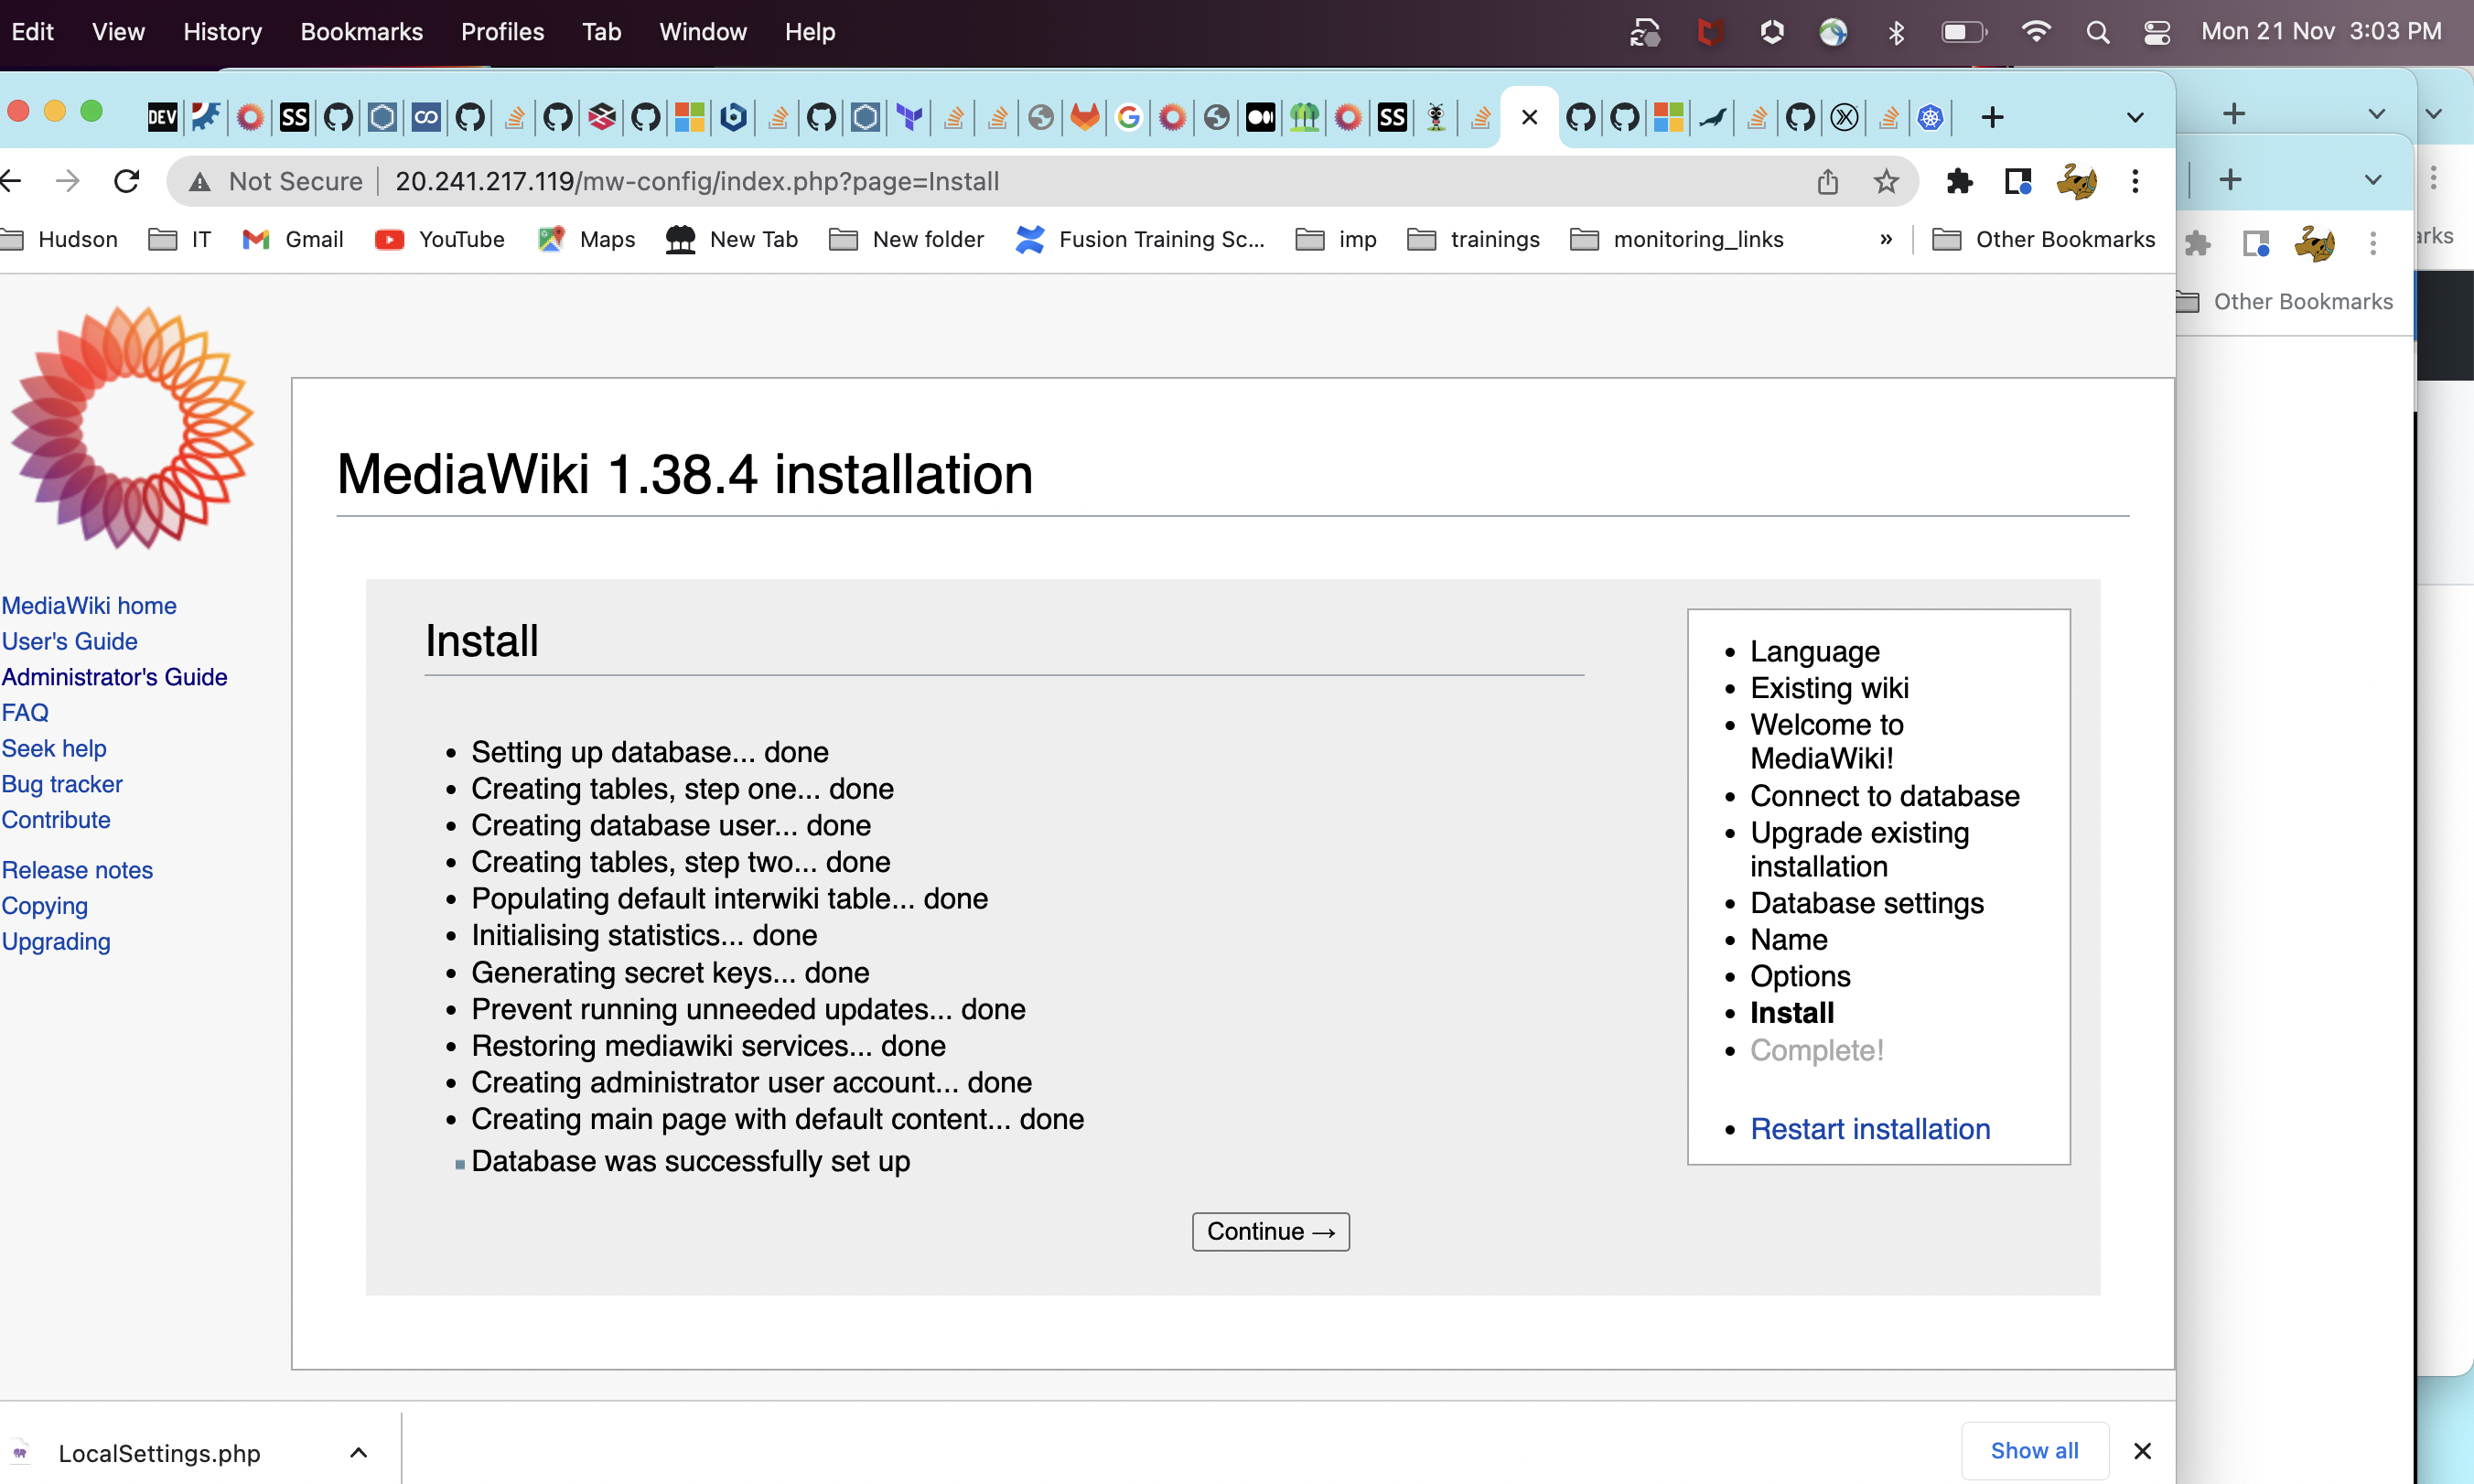 Edit View History Bookmarks Profiles Tab Window Help Mon 21 Nov 3:03 PM
DEV SS SS
Not Secure 20.241.217.119/mw-config/index.php?page=Install
Hudson IT Gmail YouTube Maps New Tab New folder Fusion Training Sc... imp trainings monitoring_links » Other Bookmarks arks
Other Bookmarks
MediaWiki 1.38.4 installation
MediaWiki home
User's Guide
Administrator's Guide
FAQ
Seek help
Bug tracker
Contribute
Release notes
Copying
Upgrading
Install
Setting up database... done
Creating tables, step one... done
Creating database user... done
Creating tables, step two... done
Populating default interwiki table... done
Initialising statistics... done
Generating secret keys... done
Prevent running unneeded updates... done
Restoring mediawiki services... done
Creating administrator user account... done
Creating main page with default content... done
Database was successfully set up
Continue →
Language
Existing wiki
Welcome to
MediaWiki!
Connect to database
Upgrade existing
installation
Database settings
Name
Options
Install
Complete!
Restart installation
LocalSettings.php Show all